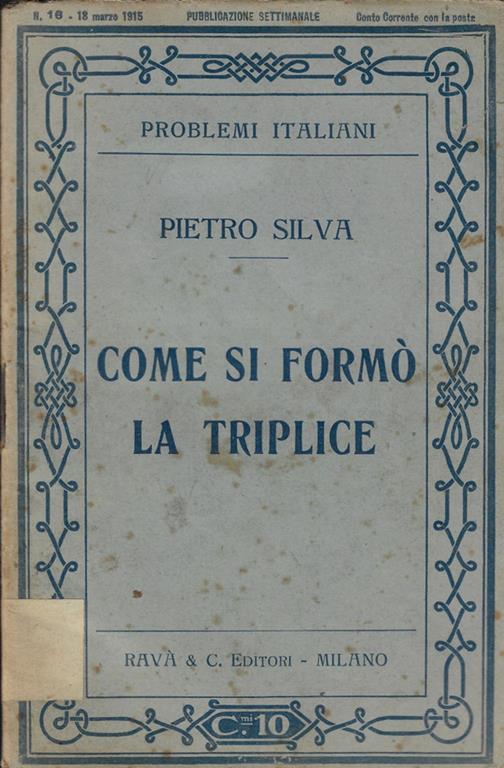 N. 16 - 18 marzo 1915 PUBBLICAZIONE SETTIMANALE Conto Corrente con la posta
PROBLEMI ITALIANI
PIETRO SILVA
COME SI FORMÒ
LA TRIPLICE
RAVÀ & C. EDITORI - MILANO
C.mi 10